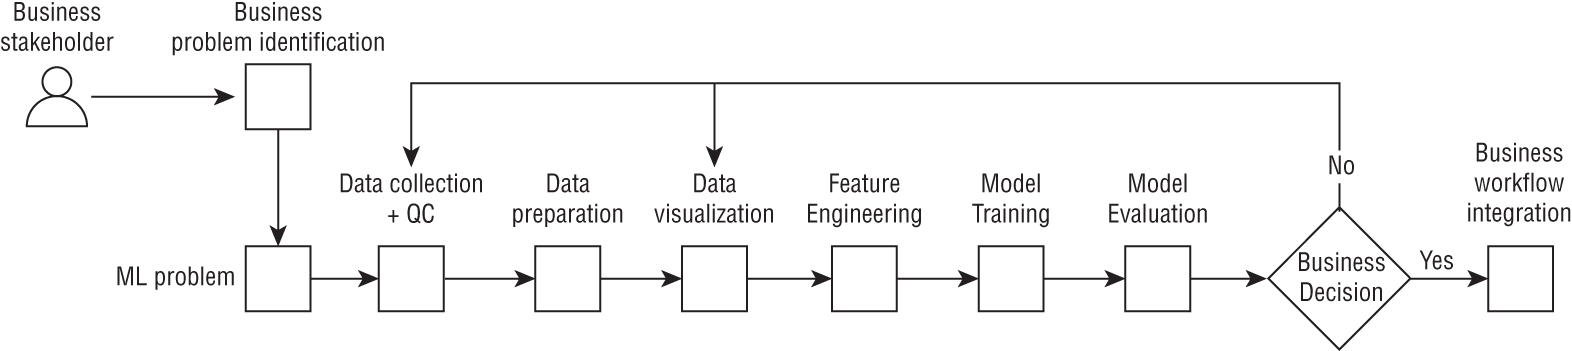 Business
stakeholder
Business
problem identification
ML problem
Data collection
+ QC
Data
preparation
Data
visualization
Feature
Engineering
Model
Training
Model
Evaluation
Business
Decision
No
Yes
Business
workflow
integration